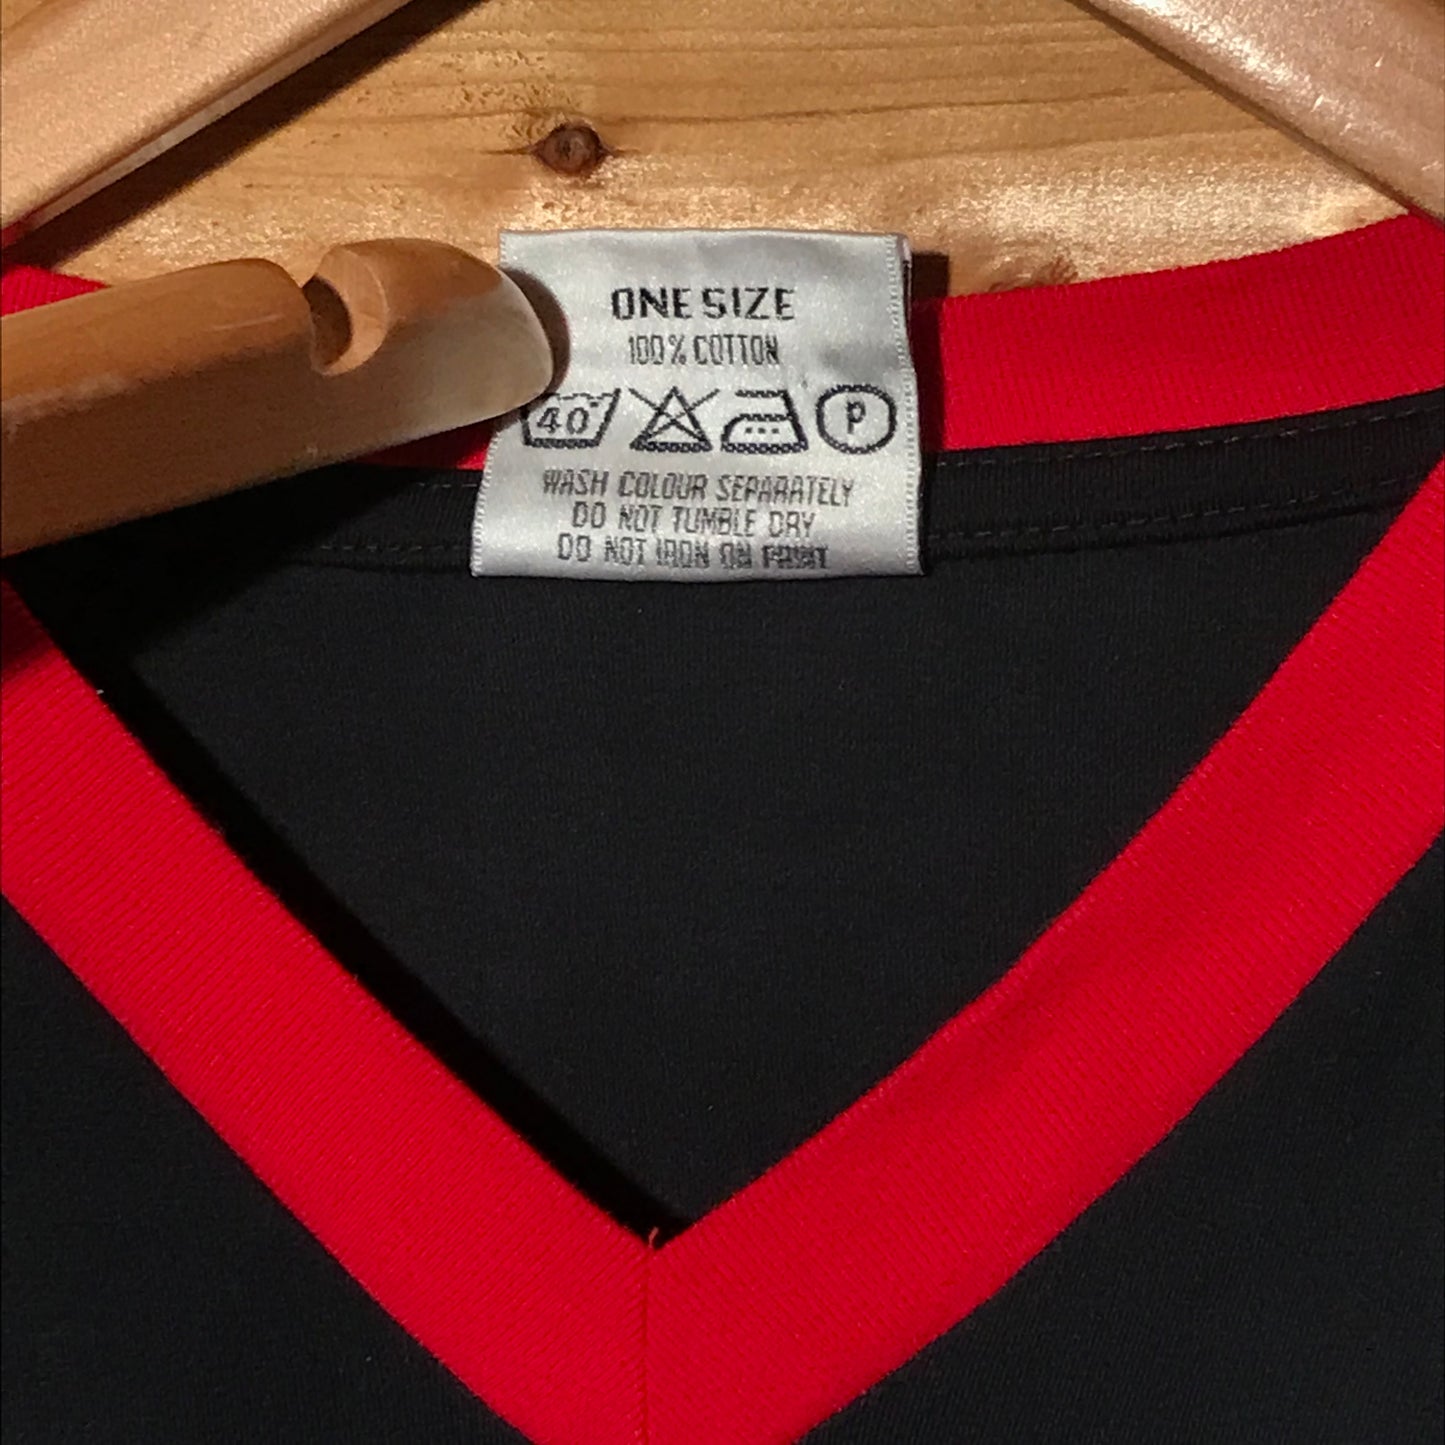 ONE SIZE
100% COTTON
40 P
WASH COLOUR SEPARATELY
DO NOT TUMBLE DRY
DO NOT IRON ON PRINT